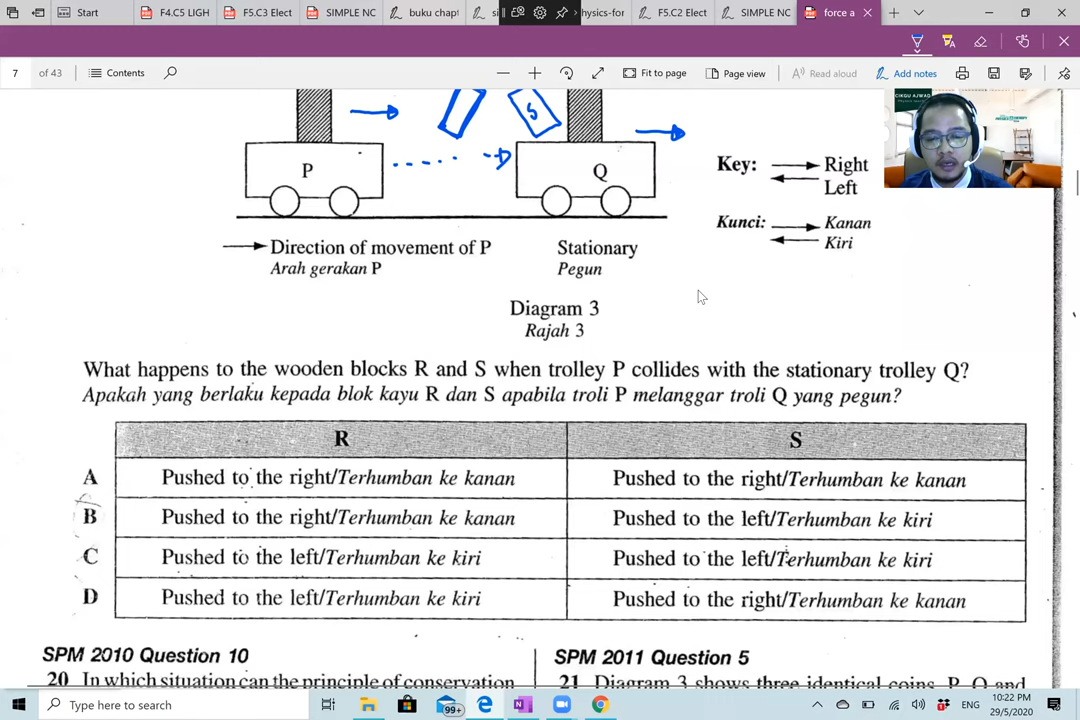 Start
F4.C5 LIGH
F5.C3 Elect
SIMPLE NC
buku chapt
si
hysics-for
F5.C2 Elect
SIMPLE NC
force a
7 of 43
Contents
Fit to page
Page view
Read aloud
Add notes
CIKGU AJWAD
S
P
Q
Key:
Right
Left
Kunci:
Kanan
Kiri
Direction of movement of P
Arah gerakan P
Stationary
Pegun
Diagram 3
Rajah 3
What happens to the wooden blocks R and S when trolley P collides with the stationary trolley Q?
Apakah yang berlaku kepada blok kayu R dan S apabila troli P melanggar troli Q yang pegun?
R S
A Pushed to the right/Terhumban ke kanan Pushed to the right/Terhumban ke kanan
B Pushed to the right/Terhumban ke kanan Pushed to the left/Terhumban ke kiri
C Pushed to the left/Terhumban ke kiri Pushed to the left/Terhumban ke kiri
D Pushed to the left/Terhumban ke kiri Pushed to the right/Terhumban ke kanan
SPM 2010 Question 10
20 In which situation can the principle of conservation
SPM 2011 Question 5
21 Diagram 3 shows three identical coins, P, Q and
Type here to search
99+
ENG
10:22 PM
29/5/2020